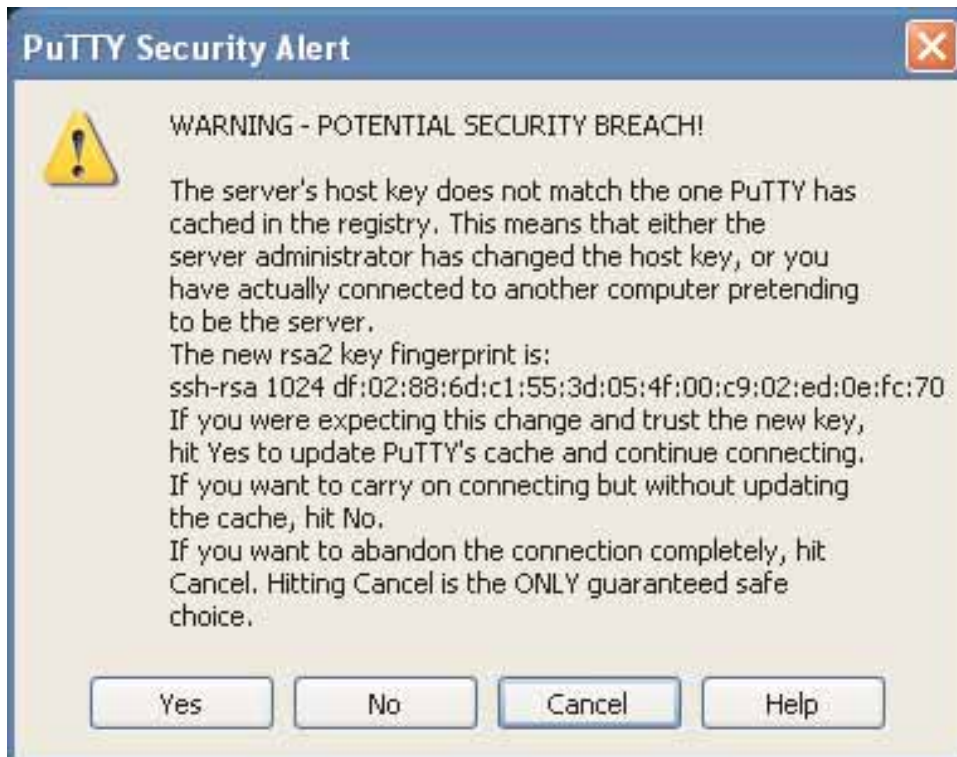 PuTTY Security Alert
WARNING - POTENTIAL SECURITY BREACH!
The server's host key does not match the one PuTTY has
cached in the registry. This means that either the
server administrator has changed the host key, or you
have actually connected to another computer pretending
to be the server.
The new rsa2 key fingerprint is:
ssh-rsa 1024 df:02:88:6d:c1:55:3d:05:4f:00:c9:02:ed:0e:fc:70
If you were expecting this change and trust the new key,
hit Yes to update PuTTY's cache and continue connecting.
If you want to carry on connecting but without updating
the cache, hit No.
If you want to abandon the connection completely, hit
Cancel. Hitting Cancel is the ONLY guaranteed safe
choice.
Yes No Cancel Help